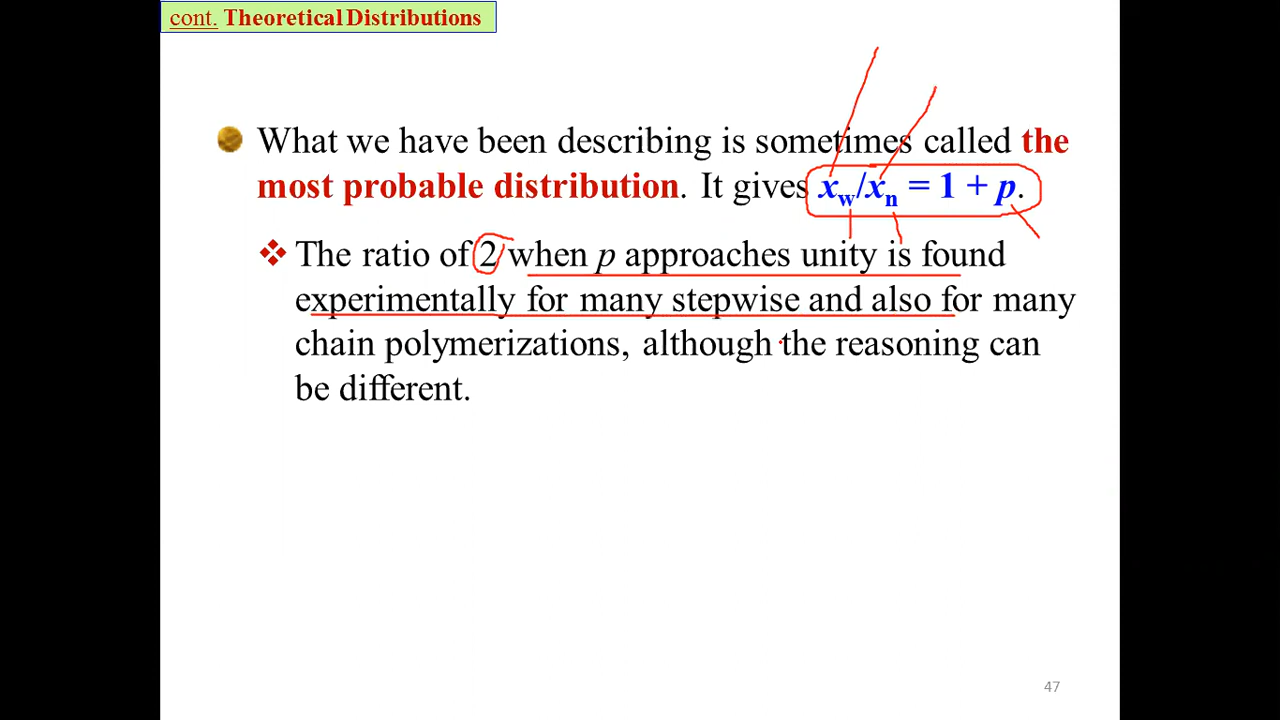 cont. Theoretical Distributions
What we have been describing is sometimes called the
most probable distribution. It gives xw/xn = 1 + p.
The ratio of 2 when p approaches unity is found
experimentally for many stepwise and also for many
chain polymerizations, although the reasoning can
be different.
47